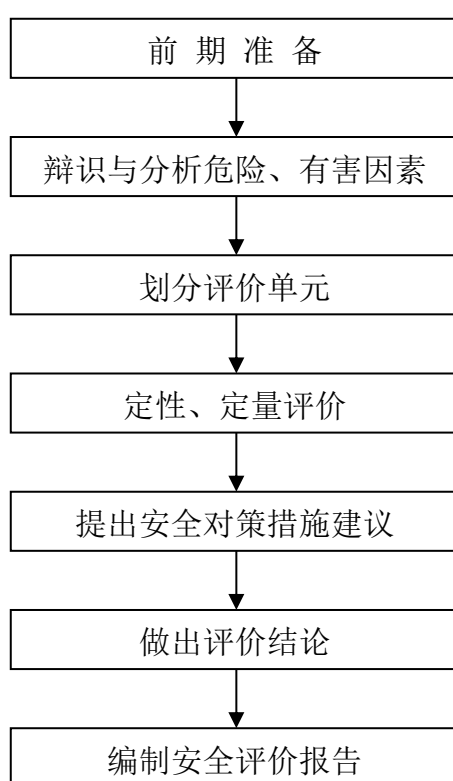 前 期 准 备
辩识与分析危险、有害因素
划分评价单元
定性、定量评价
提出安全对策措施建议
做出评价结论
编制安全评价报告